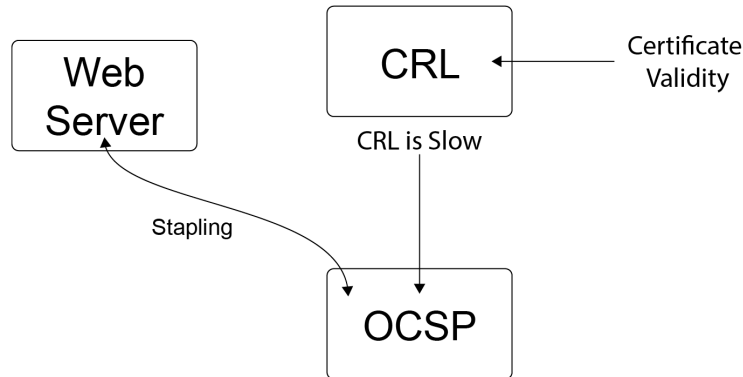 Web
Server
CRL
Certificate
Validity
CRL is Slow
Stapling
OCSP